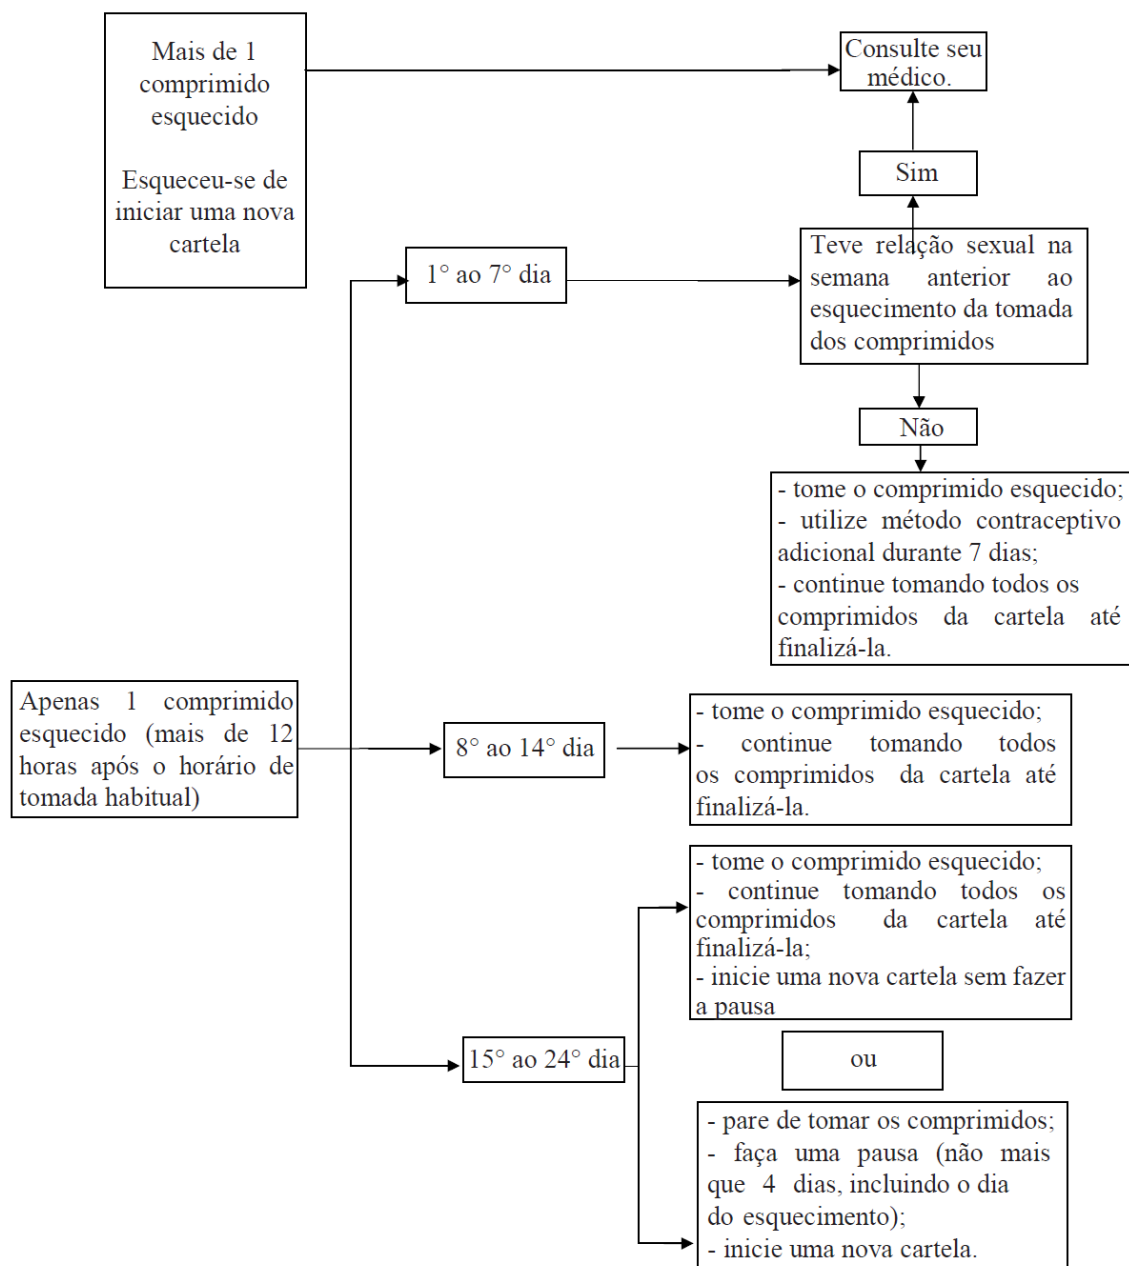 Mais de 1
comprimido
esquecido
Esqueceu-se de
iniciar uma nova
cartela
Consulte seu
médico.
Sim
Teve relação sexual na
semana anterior ao
esquecimento da tomada
dos comprimidos
1° ao 7° dia
Não
- tome o comprimido esquecido;
- utilize método contraceptivo
adicional durante 7 dias;
- continue tomando todos os
comprimidos da cartela até
finalizá-la.
Apenas 1 comprimido
esquecido (mais de 12
horas após o horário de
tomada habitual)
8° ao 14° dia
- tome o comprimido esquecido;
- continue tomando todos
os comprimidos da cartela até
finalizá-la.
15° ao 24° dia
- tome o comprimido esquecido;
- continue tomando todos os
comprimidos da cartela até
finalizá-la;
- inicie uma nova cartela sem fazer
a pausa
ou
- pare de tomar os comprimidos;
- faça uma pausa (não mais
que 4 dias, incluindo o dia
do esquecimento);
- inicie uma nova cartela.